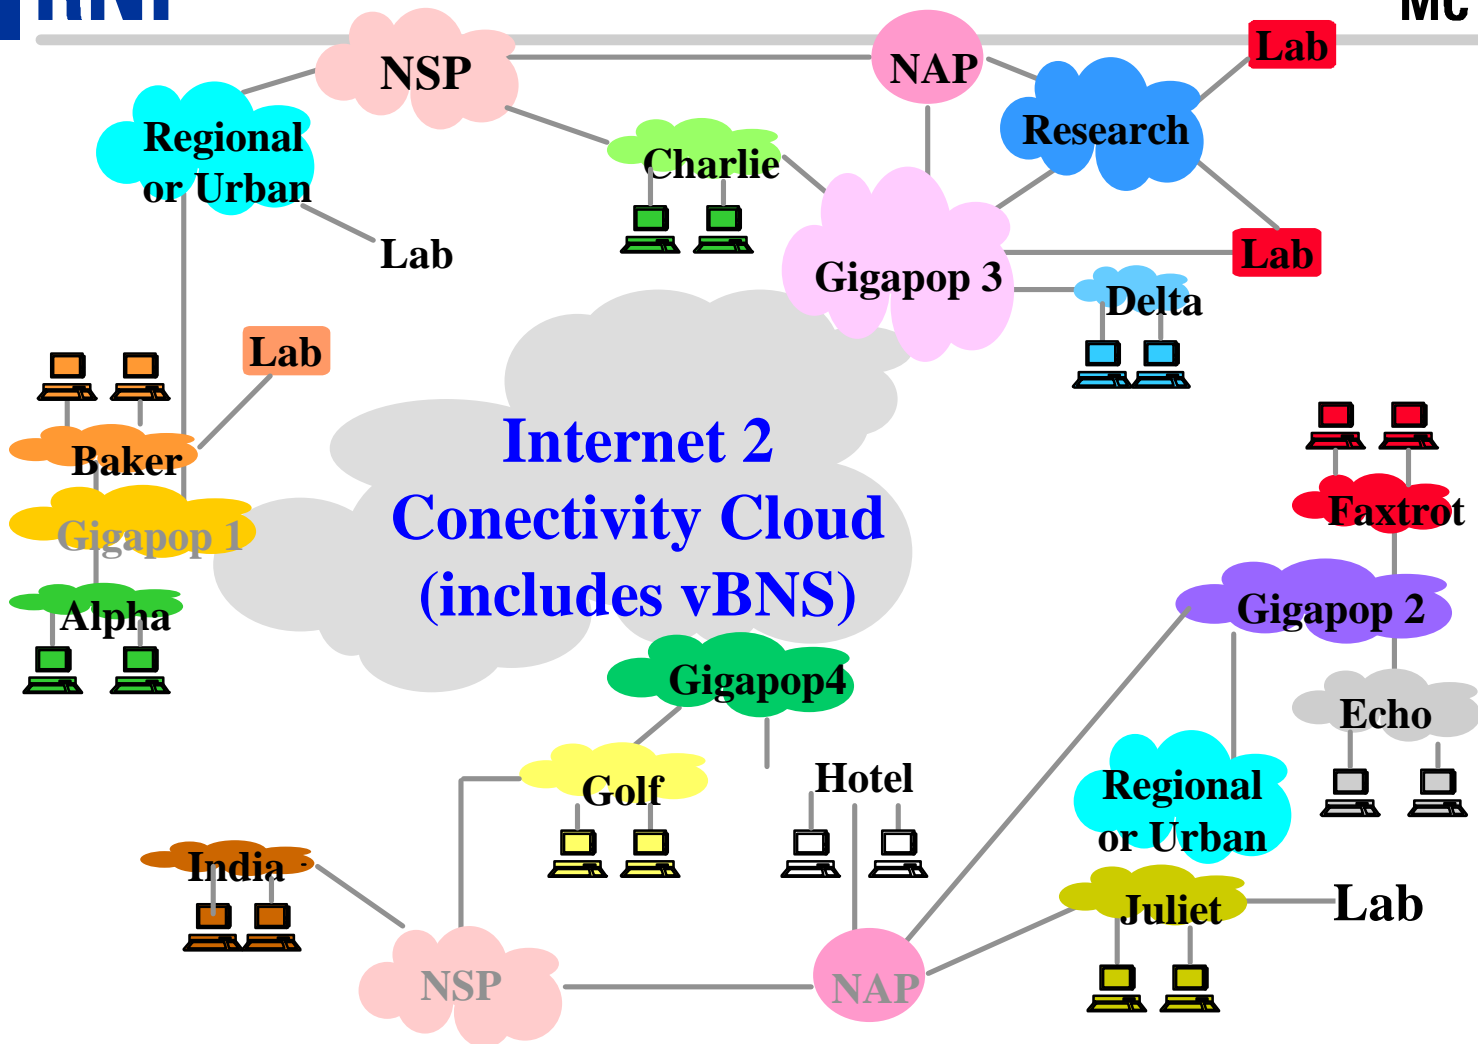 NSP
NAP
Lab
Regional
or Urban
Charlie
Research
Lab
Gigapop 3
Lab
Delta
Lab
Baker
Gigapop 1
Alpha
Internet 2
Conectivity Cloud
(includes vBNS)
Faxtrot
Gigapop 2
Echo
Gigapop4
Golf
Hotel
Regional
or Urban
India
Juliet
Lab
NSP
NAP